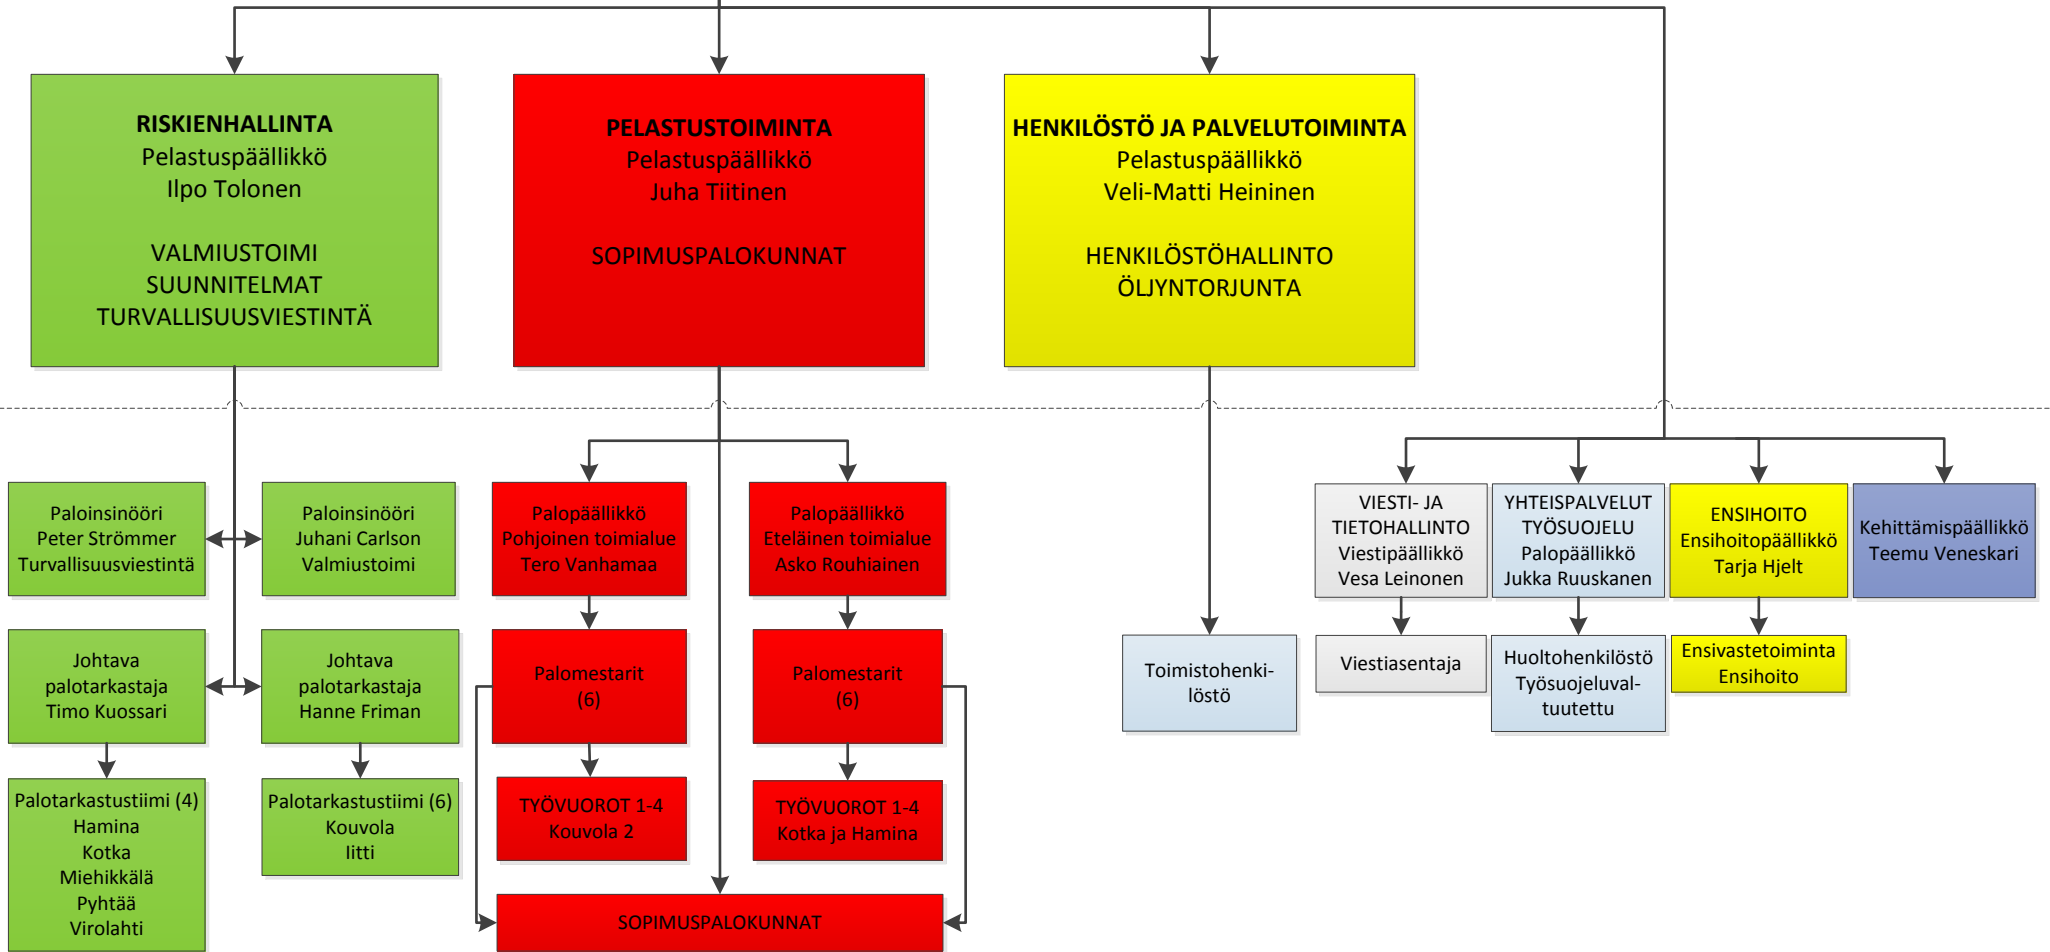 RISKIENHALLINTA
Pelastuspäällikkö
Ilpo Tolonen
VALMIUSTOIMI
SUUNNITELMAT
TURVALLISUUSVIESTINTÄ
PELASTUSTOIMINTA
Pelastuspäällikkö
Juha Tiitinen
SOPIMUSPALOKUNNAT
HENKILÖSTÖ JA PALVELUTOIMINTA
Pelastuspäällikkö
Veli-Matti Heininen
HENKILÖSTÖHALLINTO
ÖLJYNTORJUNTA
Paloinsinööri
Peter Strömmer
Turvallisuusviestintä
Paloinsinööri
Juhani Carlson
Valmiustoimi
Palopäällikkö
Pohjoinen toimialue
Tero Vanhamaa
Palopäällikkö
Eteläinen toimialue
Asko Rouhiainen
VIESTI- JA
TIETOHALLINTO
Viestipäällikkö
Vesa Leinonen
YHTEISPALVELUT
TYÖSUOJELU
Palopäällikkö
Jukka Ruuskanen
ENSIHOITO
Ensihoitopäällikkö
Tarja Hjelt
Kehittämispäällikkö
Teemu Veneskari
Johtava
palotarkastaja
Timo Kuossari
Johtava
palotarkastaja
Hanne Friman
Palomestarit
(6)
Palomestarit
(6)
Toimistohenki-
löstö
Viestiasentaja
Huoltohenkilöstö
Työsuojeluval-
tuutettu
Ensivastetoiminta
Ensihoito
Palotarkastustiimi (4)
Hamina
Kotka
Miehikkälä
Pyhtää
Virolahti
Palotarkastustiimi (6)
Kouvola
Iitti
TYÖVUOROT 1-4
Kouvola 2
TYÖVUOROT 1-4
Kotka ja Hamina
SOPIMUSPALOKUNNAT